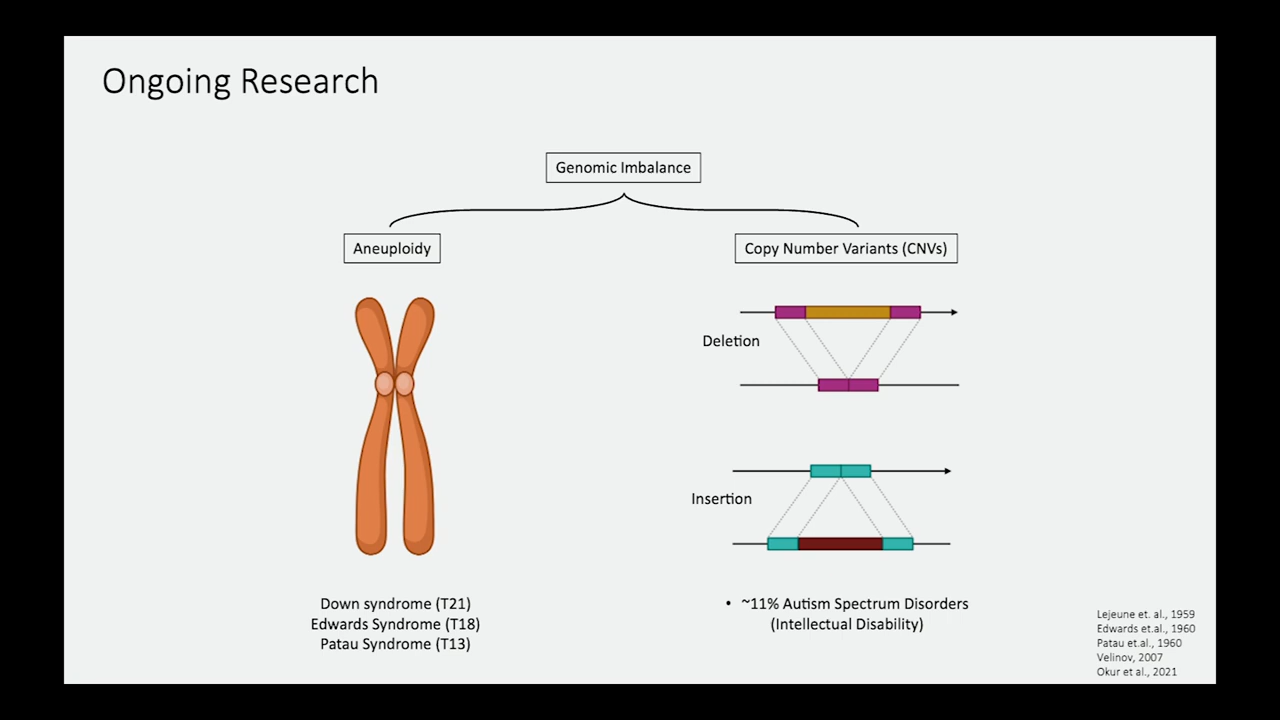 Ongoing Research
Genomic Imbalance
Aneuploidy
Copy Number Variants (CNVs)
Deletion
Insertion
Down syndrome (T21)
Edwards Syndrome (T18)
Patau Syndrome (T13)
• ~11% Autism Spectrum Disorders
(Intellectual Disability)
Lejeune et. al., 1959
Edwards et.al., 1960
Patau et.al., 1960
Velinov, 2007
Okur et al., 2021